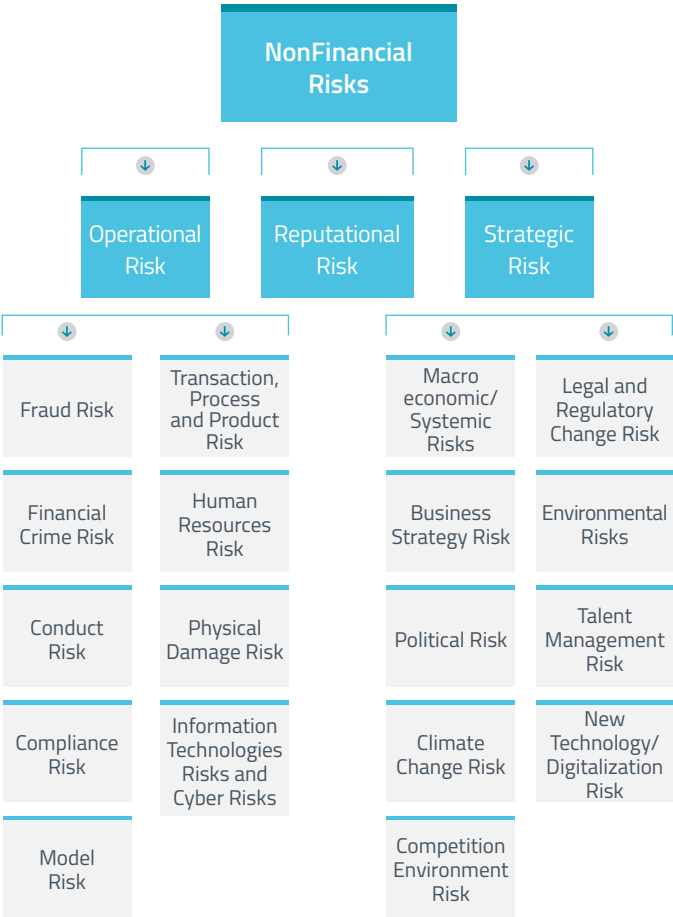 NonFinancial
Risks
Operational
Risk
Reputational
Risk
Strategic
Risk
Fraud Risk
Transaction,
Process
and Product
Risk
Macro
economic/
Systemic
Risks
Legal and
Regulatory
Change Risk
Financial
Crime Risk
Human
Resources
Risk
Business
Strategy Risk
Environmental
Risks
Conduct
Risk
Physical
Damage Risk
Political Risk
Talent
Management
Risk
Compliance
Risk
Information
Technologies
Risks and
Cyber Risks
Climate
Change Risk
New
Technology/
Digitalization
Risk
Model
Risk
Competition
Environment
Risk